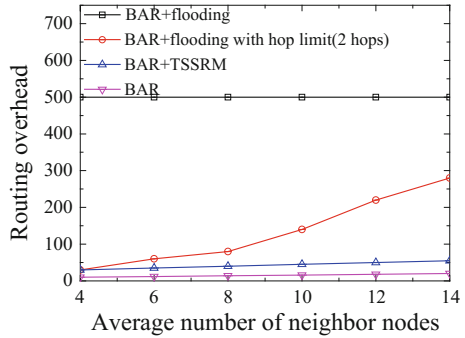 700
600
500
400
300
200
100
0
Routing overhead
BAR+flooding
BAR+flooding with hop limit(2 hops)
BAR+TSSRM
BAR
4 6 8 10 12 14
Average number of neighbor nodes